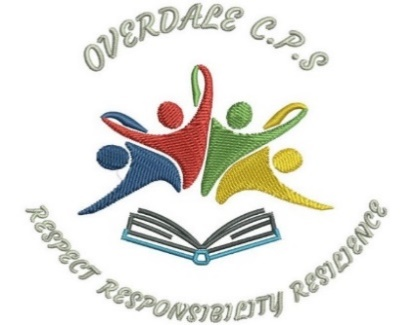 OVERDALE C.P.S
RESPECT RESPONSIBILITY RESILIENCE